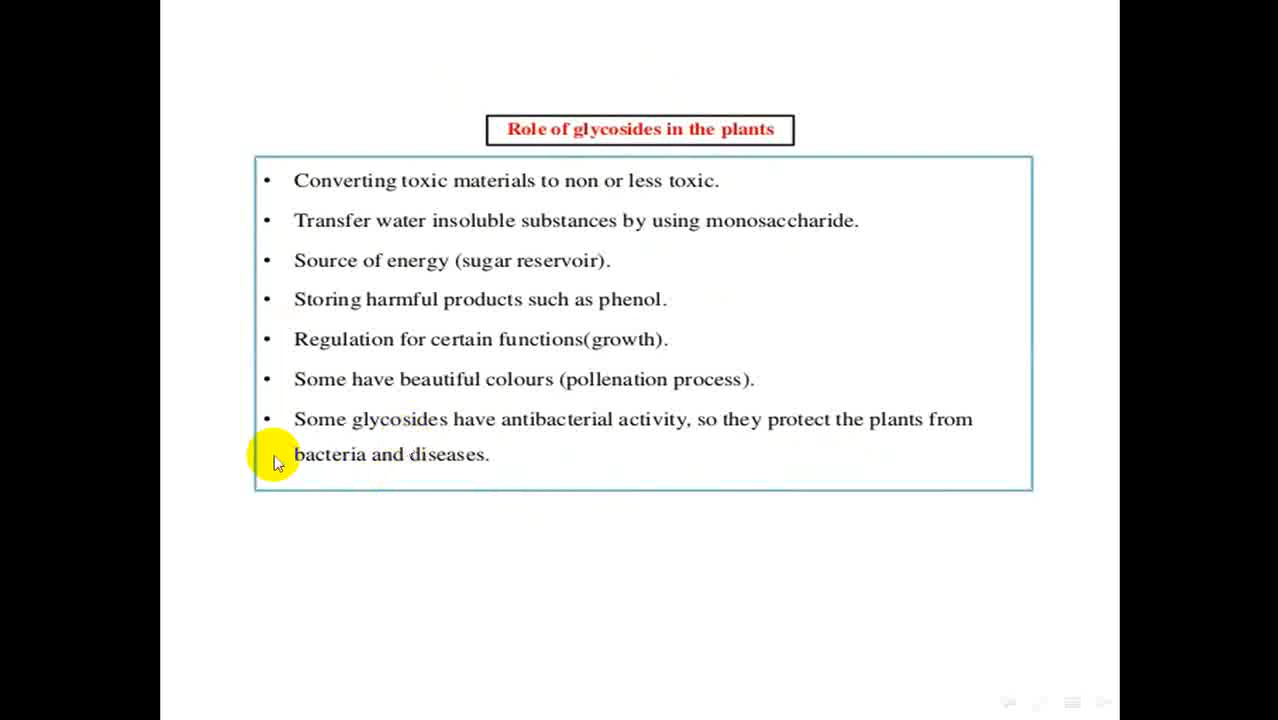 Role of glycosides in the plants
• Converting toxic materials to non or less toxic.
• Transfer water insoluble substances by using monosaccharide.
• Source of energy (sugar reservoir).
• Storing harmful products such as phenol.
• Regulation for certain functions(growth).
• Some have beautiful colours (pollenation process).
• Some glycosides have antibacterial activity, so they protect the plants from
bacteria and diseases.